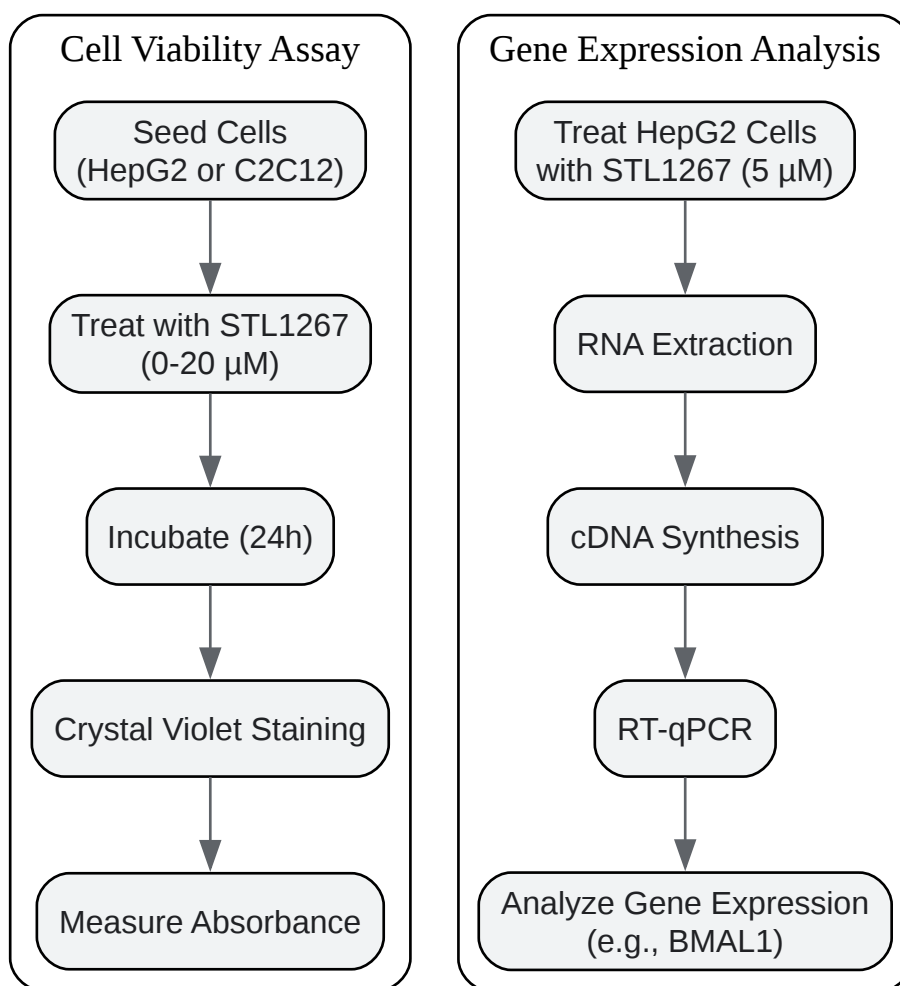 Cell Viability Assay
Seed Cells
(HepG2 or C2C12)
Treat with STL1267
(0-20 µM)
Incubate (24h)
Crystal Violet Staining
Measure Absorbance
Gene Expression Analysis
Treat HepG2 Cells
with STL1267 (5 µM)
RNA Extraction
cDNA Synthesis
RT-qPCR
Analyze Gene Expression
(e.g., BMAL1)